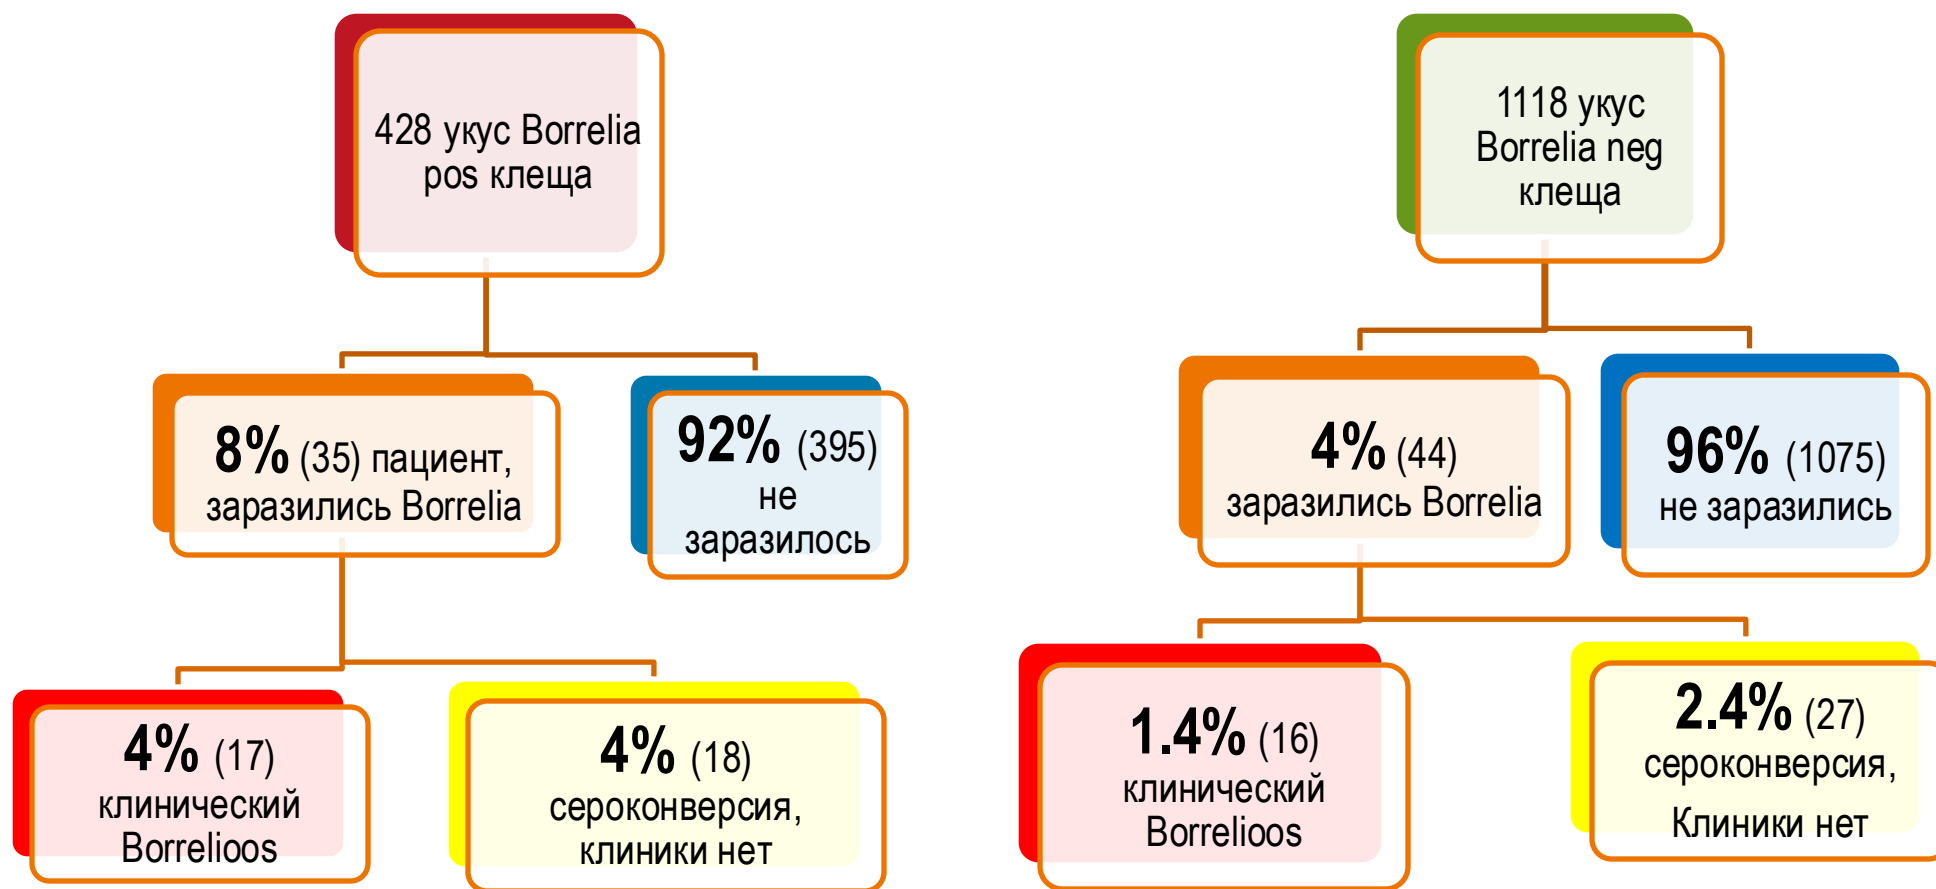 428 укус Borrelia
pos клеща
8% (35) пациент,
заразились Borrelia
92% (395)
не
заразилось
4% (17)
клинический
Borrelioos
4% (18)
сероконверсия,
клиники нет
1118 укус
Borrelia neg
клеща
4% (44)
заразились Borrelia
96% (1075)
не заразились
1.4% (16)
клинический
Borrelioos
2.4% (27)
сероконверсия,
Клиники нет